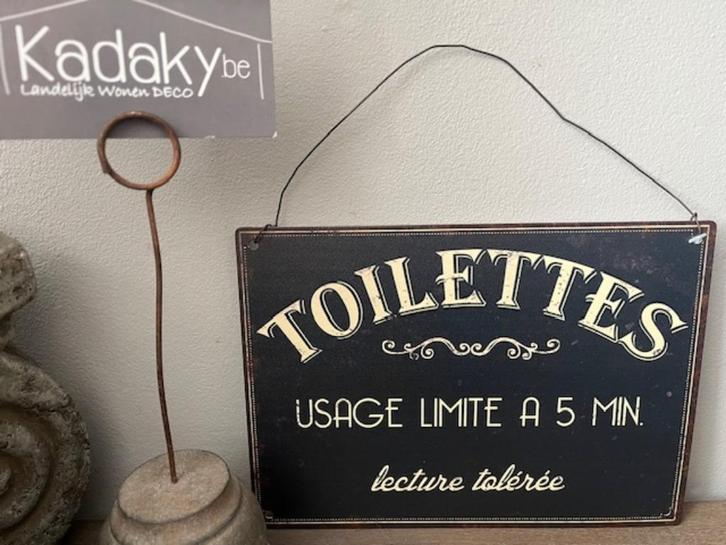 Kadaky.be
Landelijk Wonen DECO
TOILETTES
USAGE LIMITE A 5 MIN.
lecture tolérée